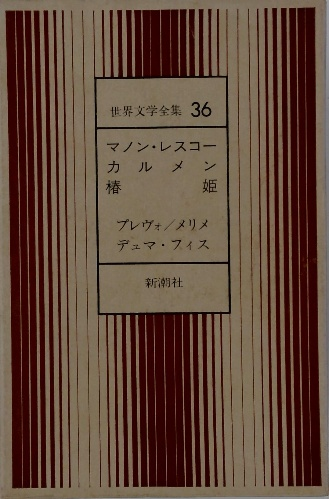 世界文学全集 36
マノン・レスコー
カルメン
椿姫
プレヴォ／メリメ
デュマ・フィス
新潮社